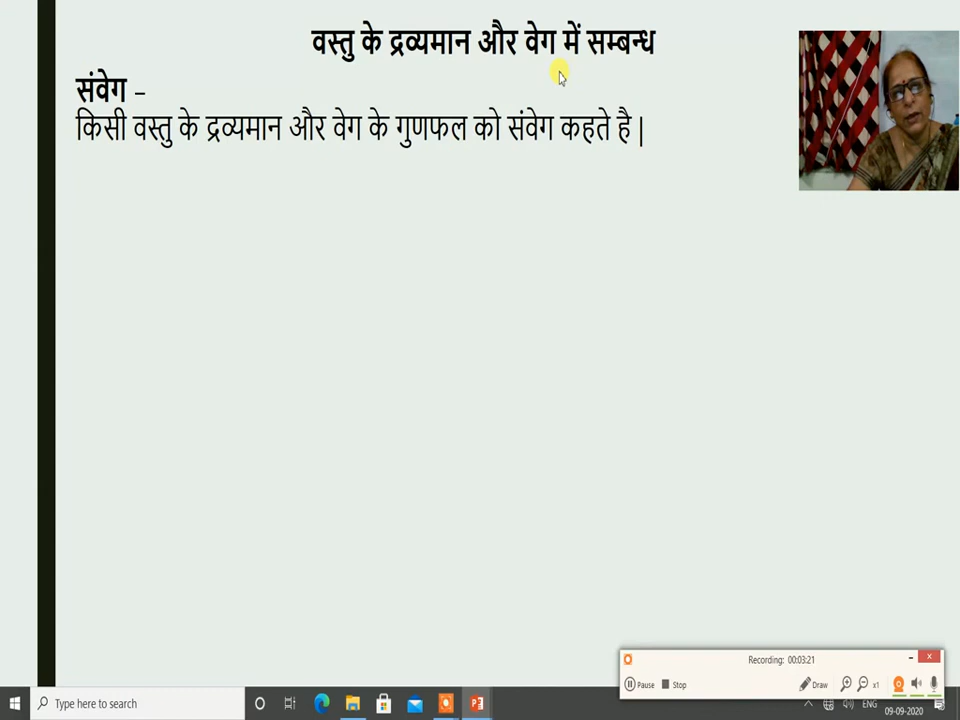 वस्तु के द्रव्यमान और वेग में सम्बन्ध
संवेग –
किसी वस्तु के द्रव्यमान और वेग के गुणफल को संवेग कहते है |
Recording: 00:03:21
Pause Stop Draw x1
Type here to search
ENG
09-09-2020